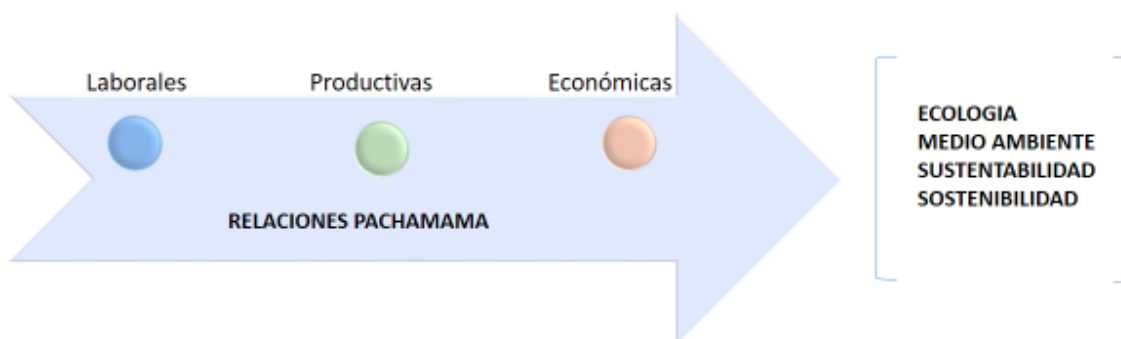 Laborales Productivas Económicas
RELACIONES PACHAMAMA
ECOLOGIA
MEDIO AMBIENTE
SUSTENTABILIDAD
SOSTENIBILIDAD